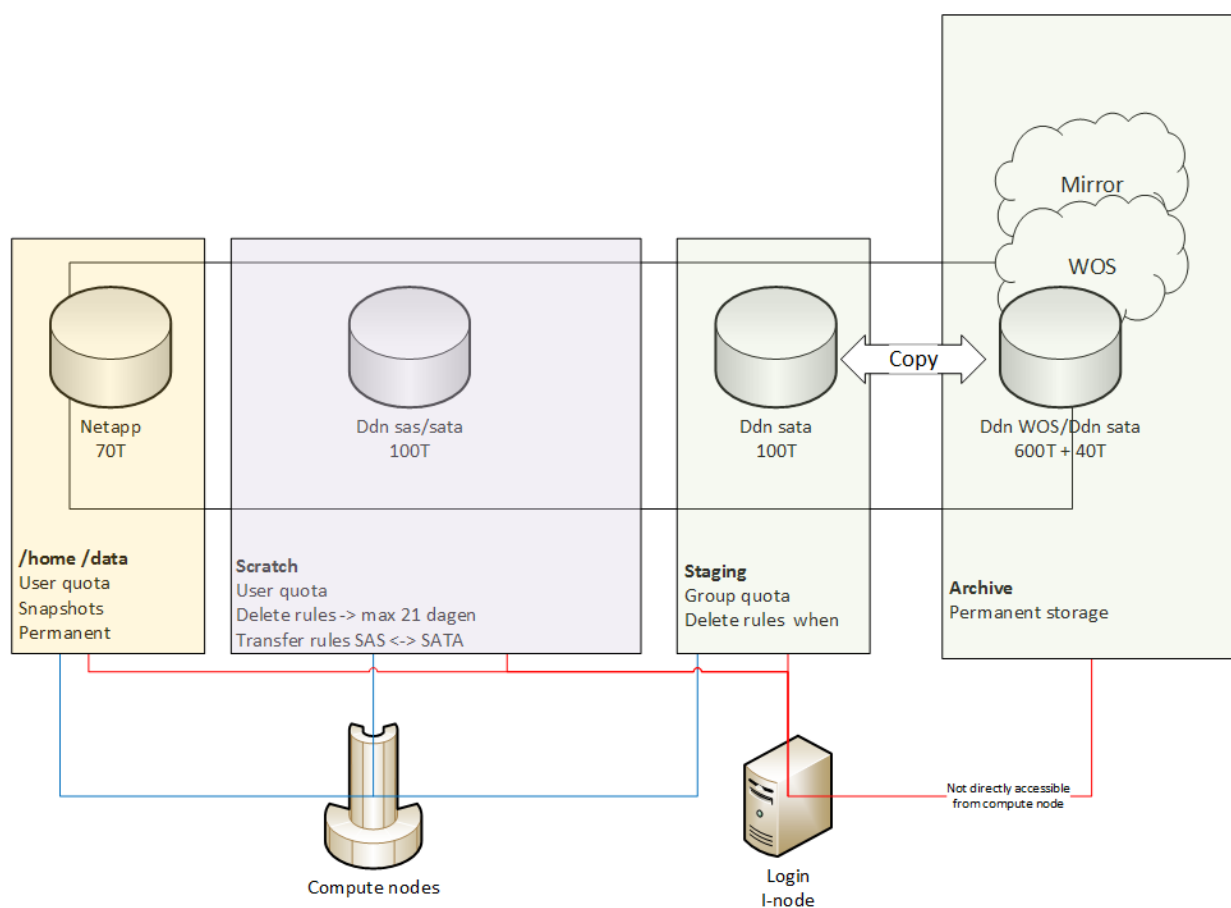 Mirror
WOS
Copy
Netapp
70T
Ddn sas/sata
100T
Ddn sata
100T
Ddn WOS/Ddn sata
600T + 40T
/home /data
User quota
Snapshots
Permanent
Scratch
User quota
Delete rules -> max 21 dagen
Transfer rules SAS <-> SATA
Staging
Group quota
Delete rules when
Archive
Permanent storage
Not directly accessible
from compute node
Compute nodes
Login
I-node